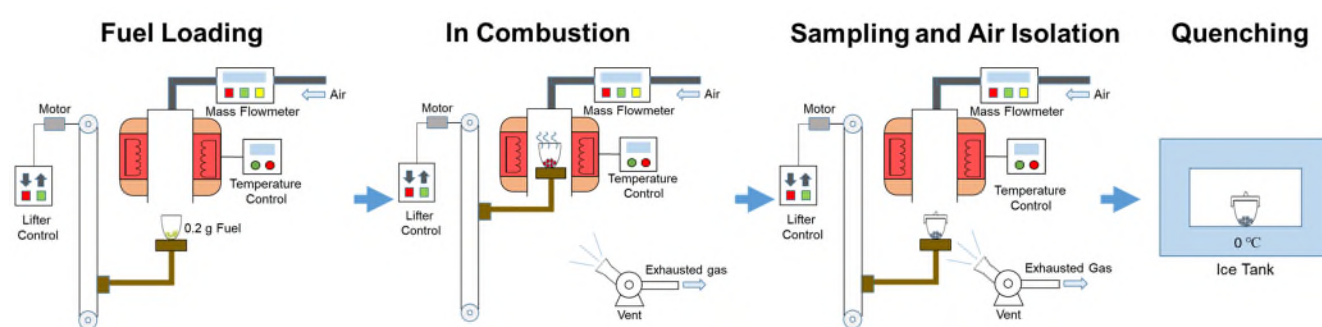 Fuel Loading
In Combustion
Sampling and Air Isolation
Quenching
Air
Mass Flowmeter
Motor
Temperature
Control
Lifter
Control
0.2 g Fuel
Air
Mass Flowmeter
Motor
Temperature
Control
Lifter
Control
Exhausted gas
Vent
Air
Mass Flowmeter
Motor
Temperature
Control
Lifter
Control
Exhausted Gas
Vent
0 ℃
Ice Tank